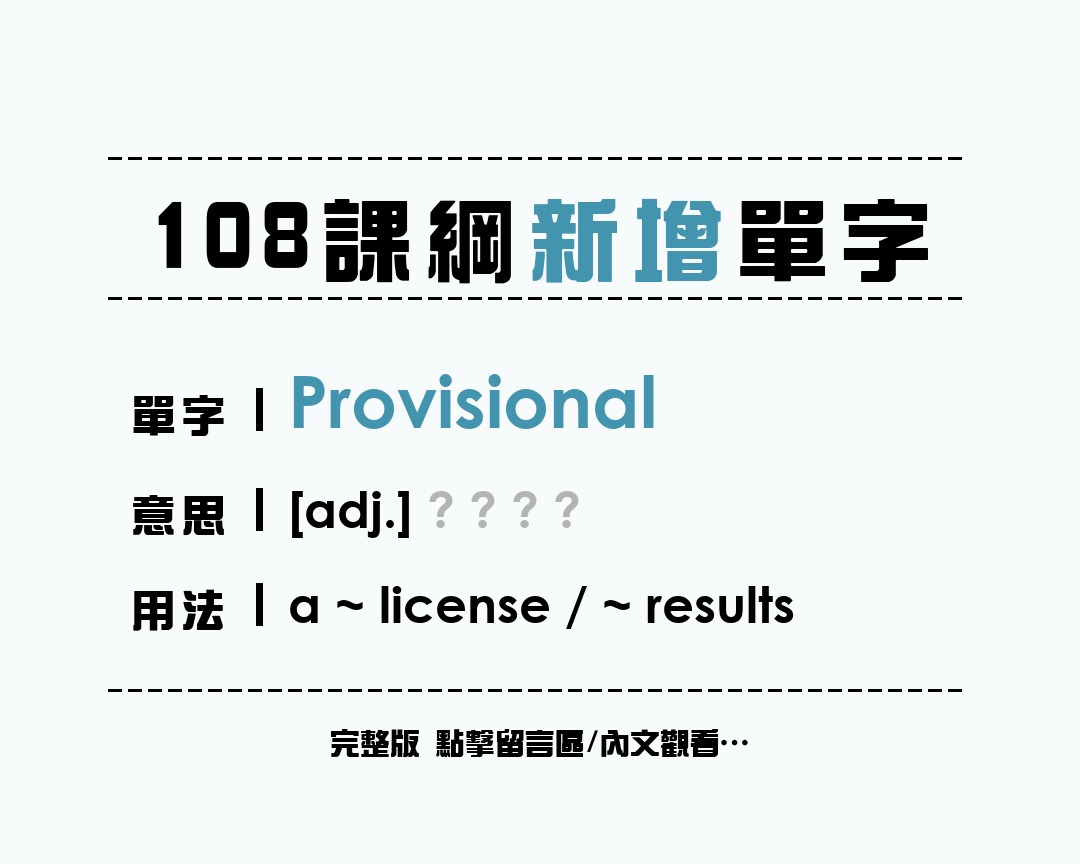 108課綱新增單字
單字 | Provisional
意思 | [adj.] ? ? ? ?
用法 | a ~ license / ~ results
完整版 點擊留言區/內文觀看⋯